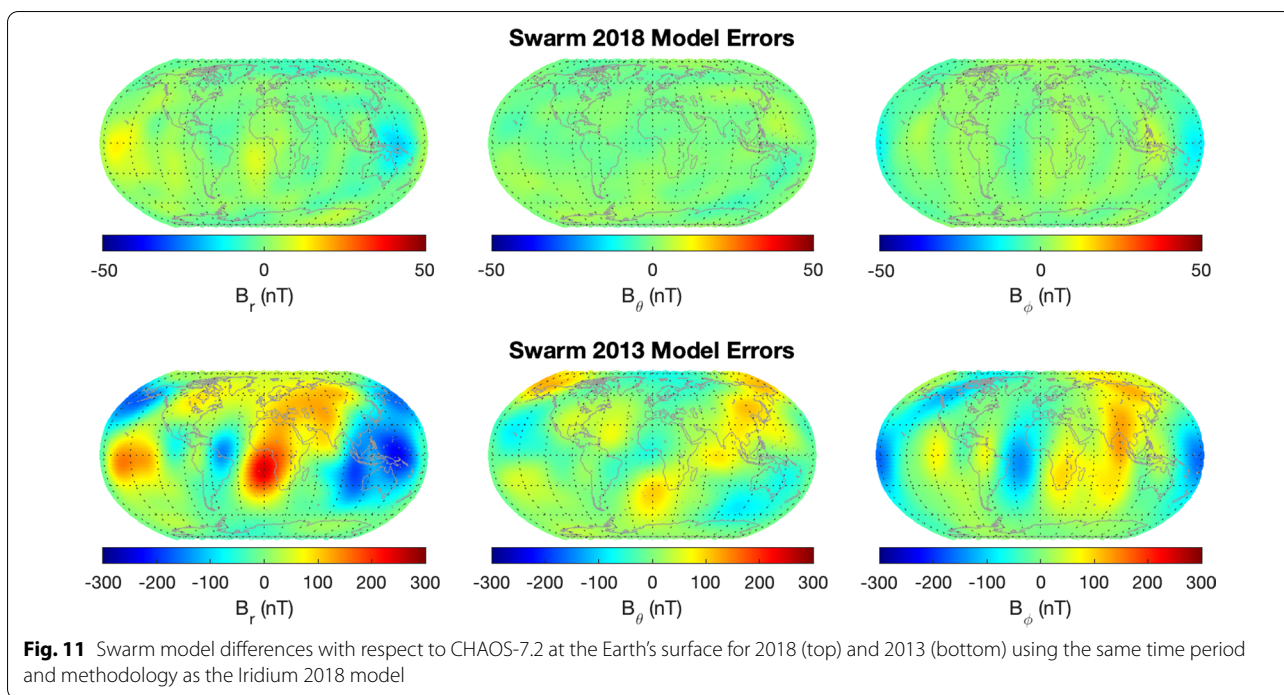 Swarm 2018 Model Errors
-50 0 50
B_r (nT)
-50 0 50
B_θ (nT)
-50 0 50
B_ϕ (nT)
Swarm 2013 Model Errors
-300 -200 -100 0 100 200 300
B_r (nT)
-300 -200 -100 0 100 200 300
B_θ (nT)
-300 -200 -100 0 100 200 300
B_ϕ (nT)
Fig. 11 Swarm model differences with respect to CHAOS-7.2 at the Earth's surface for 2018 (top) and 2013 (bottom) using the same time period
and methodology as the Iridium 2018 model